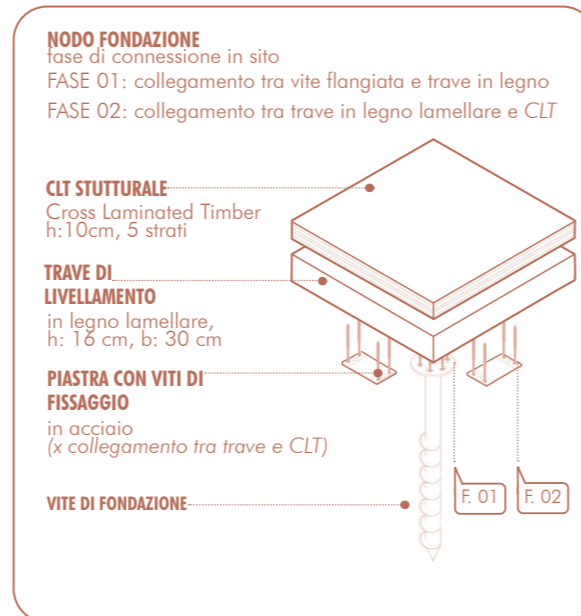 NODO FONDAZIONE
fase di connessione in sito
FASE 01: collegamento tra vite flangiata e trave in legno
FASE 02: collegamento tra trave in legno lamellare e CLT
CLT STUTTURALE
Cross Laminated Timber
h:10cm, 5 strati
TRAVE DI
LIVELLAMENTO
in legno lamellare,
h: 16 cm, b: 30 cm
PIASTRA CON VITI DI
FISSAGGIO
in acciaio
(x collegamento tra trave e CLT)
VITE DI FONDAZIONE
F. 01
F. 02